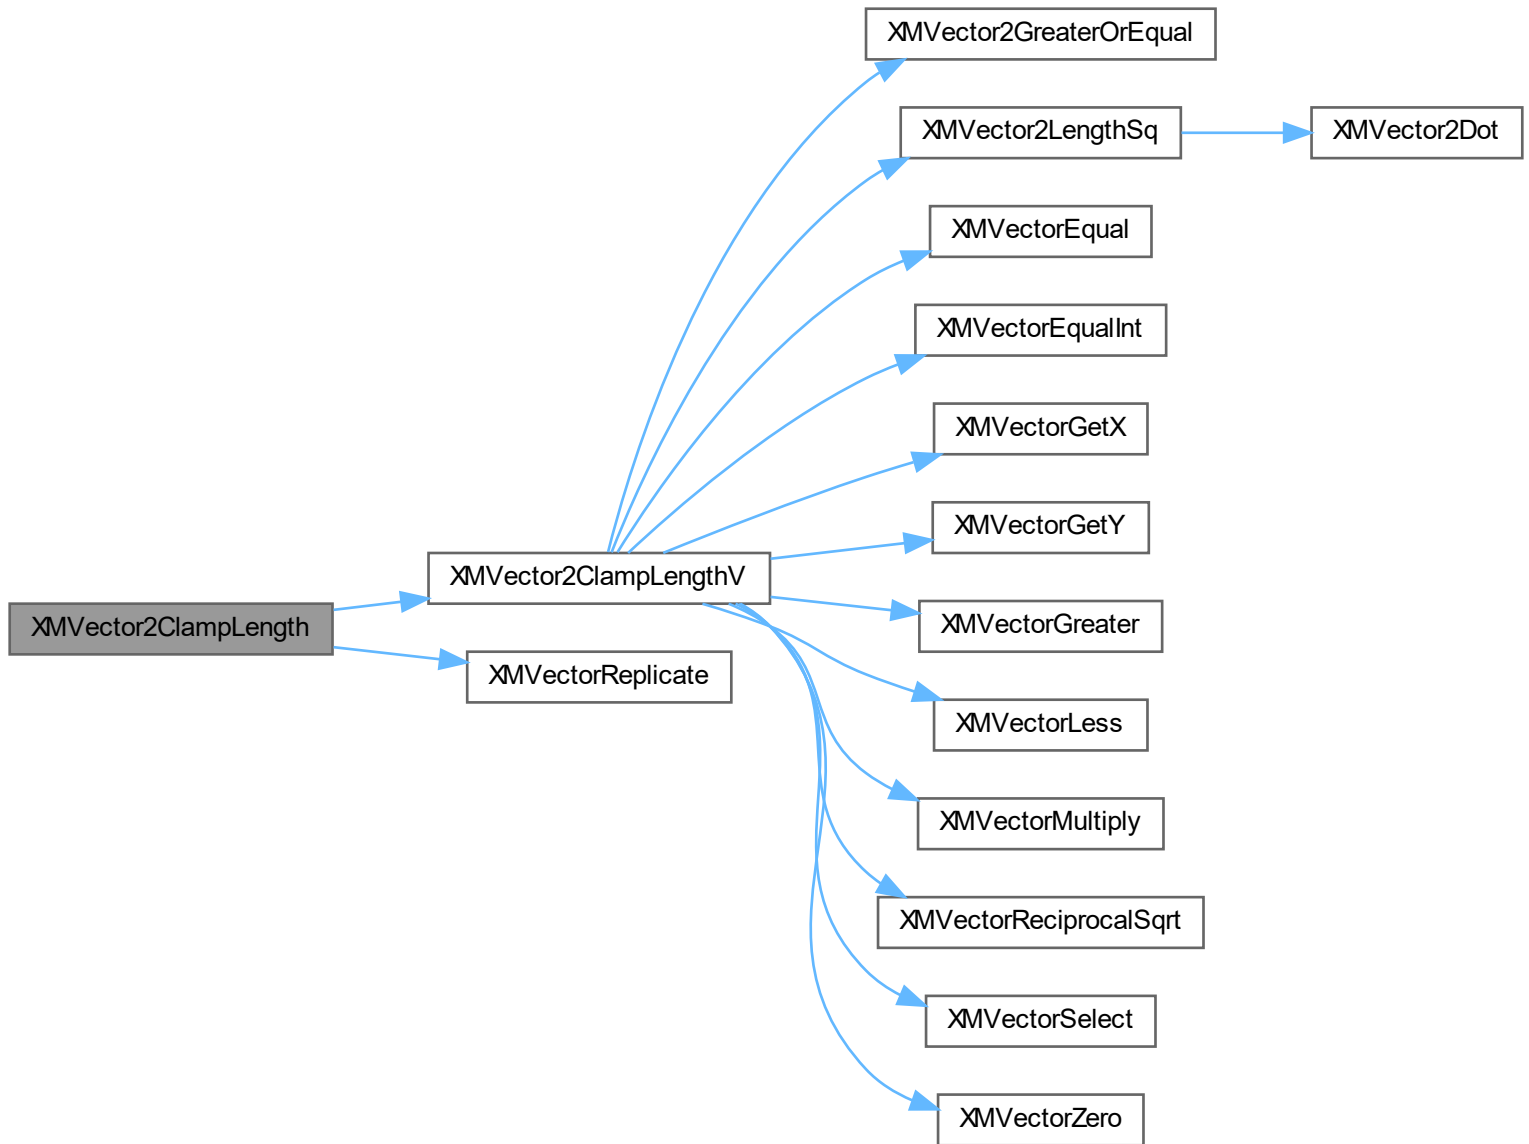 XMVector2GreaterOrEqual
XMVector2LengthSq
XMVector2Dot
XMVectorEqual
XMVectorEqualInt
XMVectorGetX
XMVectorGetY
XMVector2ClampLengthV
XMVector2ClampLength
XMVectorGreater
XMVectorReplicate
XMVectorLess
XMVectorMultiply
XMVectorReciprocalSqrt
XMVectorSelect
XMVectorZero